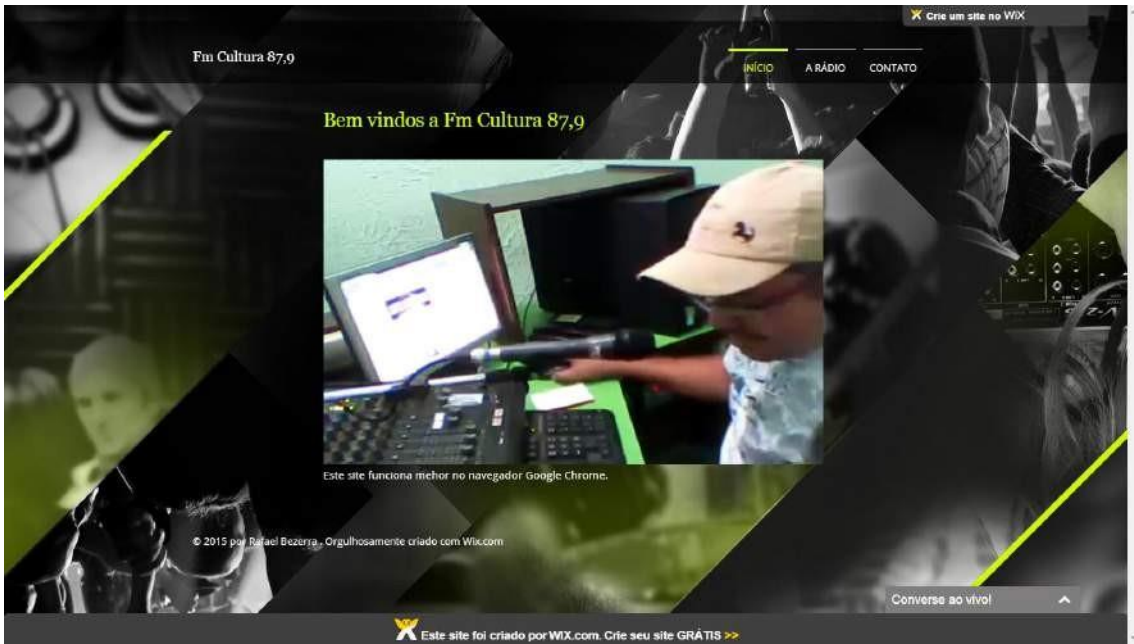 Crie um site no WiX
Fm Cultura 87,9
INÍCIO
A RÁDIO
CONTATO
Bem vindos a Fm Cultura 87,9
Este site funciona mehor no navegador Google Chrome.
© 2015 por Rafael Bezerra . Orgulhosamente criado com Wix.com
Converse ao vivo!
Este site foi criado por WIX.com. Crie seu site GRÁTIS >>